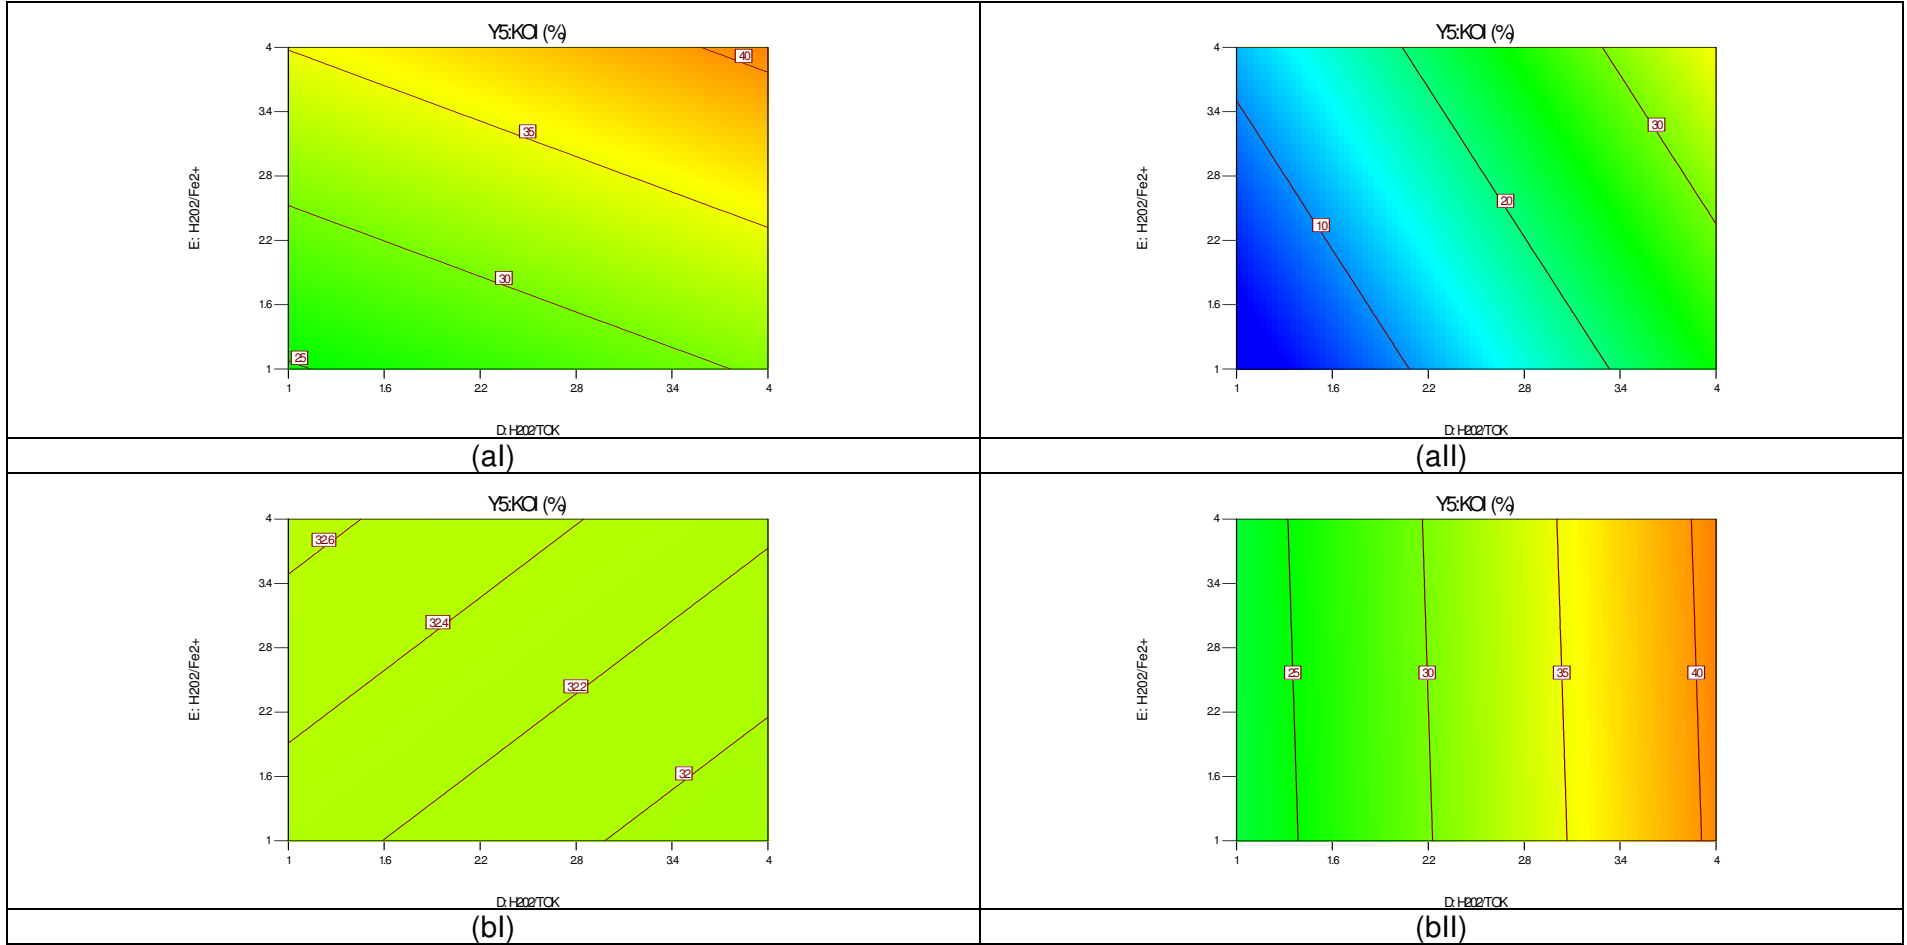 Y5:KOI (%)
4
3.4
2.8
2.2
1.6
1
E: H2O2/Fe2+
40
35
30
25
1 1.6 2.2 2.8 3.4 4
D: H2O2/TOK
(aI)
Y5:KOI (%)
4
3.4
2.8
2.2
1.6
1
E: H2O2/Fe2+
30
20
10
1 1.6 2.2 2.8 3.4 4
D: H2O2/TOK
(aII)
Y5:KOI (%)
4
3.4
2.8
2.2
1.6
1
E: H2O2/Fe2+
32.6
32.4
32.2
32
1 1.6 2.2 2.8 3.4 4
D: H2O2/TOK
(bI)
Y5:KOI (%)
4
3.4
2.8
2.2
1.6
1
E: H2O2/Fe2+
25 30 35 40
1 1.6 2.2 2.8 3.4 4
D: H2O2/TOK
(bII)